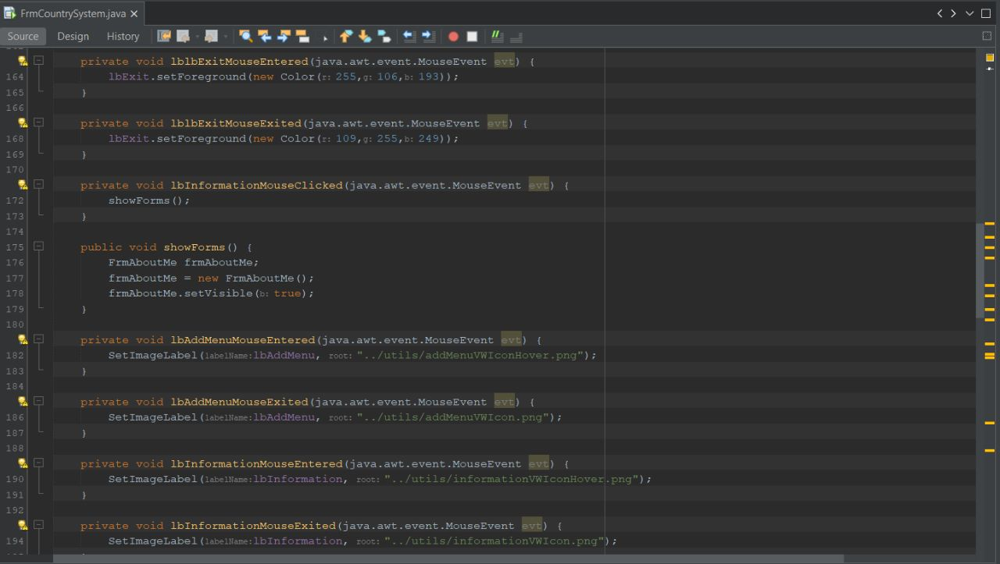 FrmCountrySystem.java
Source Design History
private void lblbExitMouseEntered(java.awt.event.MouseEvent evt) {
164 lbExit.setForeground(new Color(r: 255,g: 106,b: 193));
165 }
166
private void lblbExitMouseExited(java.awt.event.MouseEvent evt) {
168 lbExit.setForeground(new Color(r: 109,g: 255,b: 249));
169 }
170
private void lbInformationMouseClicked(java.awt.event.MouseEvent evt) {
172 showForms();
173 }
174
175 public void showForms() {
176 FrmAboutMe frmAboutMe;
177 frmAboutMe = new FrmAboutMe();
178 frmAboutMe.setVisible(b: true);
179 }
180
private void lbAddMenuMouseEntered(java.awt.event.MouseEvent evt) {
182 SetImageLabel(labelName:lbAddMenu, root: "../utils/addMenuVWIconHover.png");
183 }
184
private void lbAddMenuMouseExited(java.awt.event.MouseEvent evt) {
186 SetImageLabel(labelName:lbAddMenu, root: "../utils/addMenuVWIcon.png");
187 }
188
private void lbInformationMouseEntered(java.awt.event.MouseEvent evt) {
190 SetImageLabel(labelName:lbInformation, root: "../utils/informationVWIconHover.png");
191 }
192
private void lbInformationMouseExited(java.awt.event.MouseEvent evt) {
194 SetImageLabel(labelName:lbInformation, root: "../utils/informationVWIcon.png");